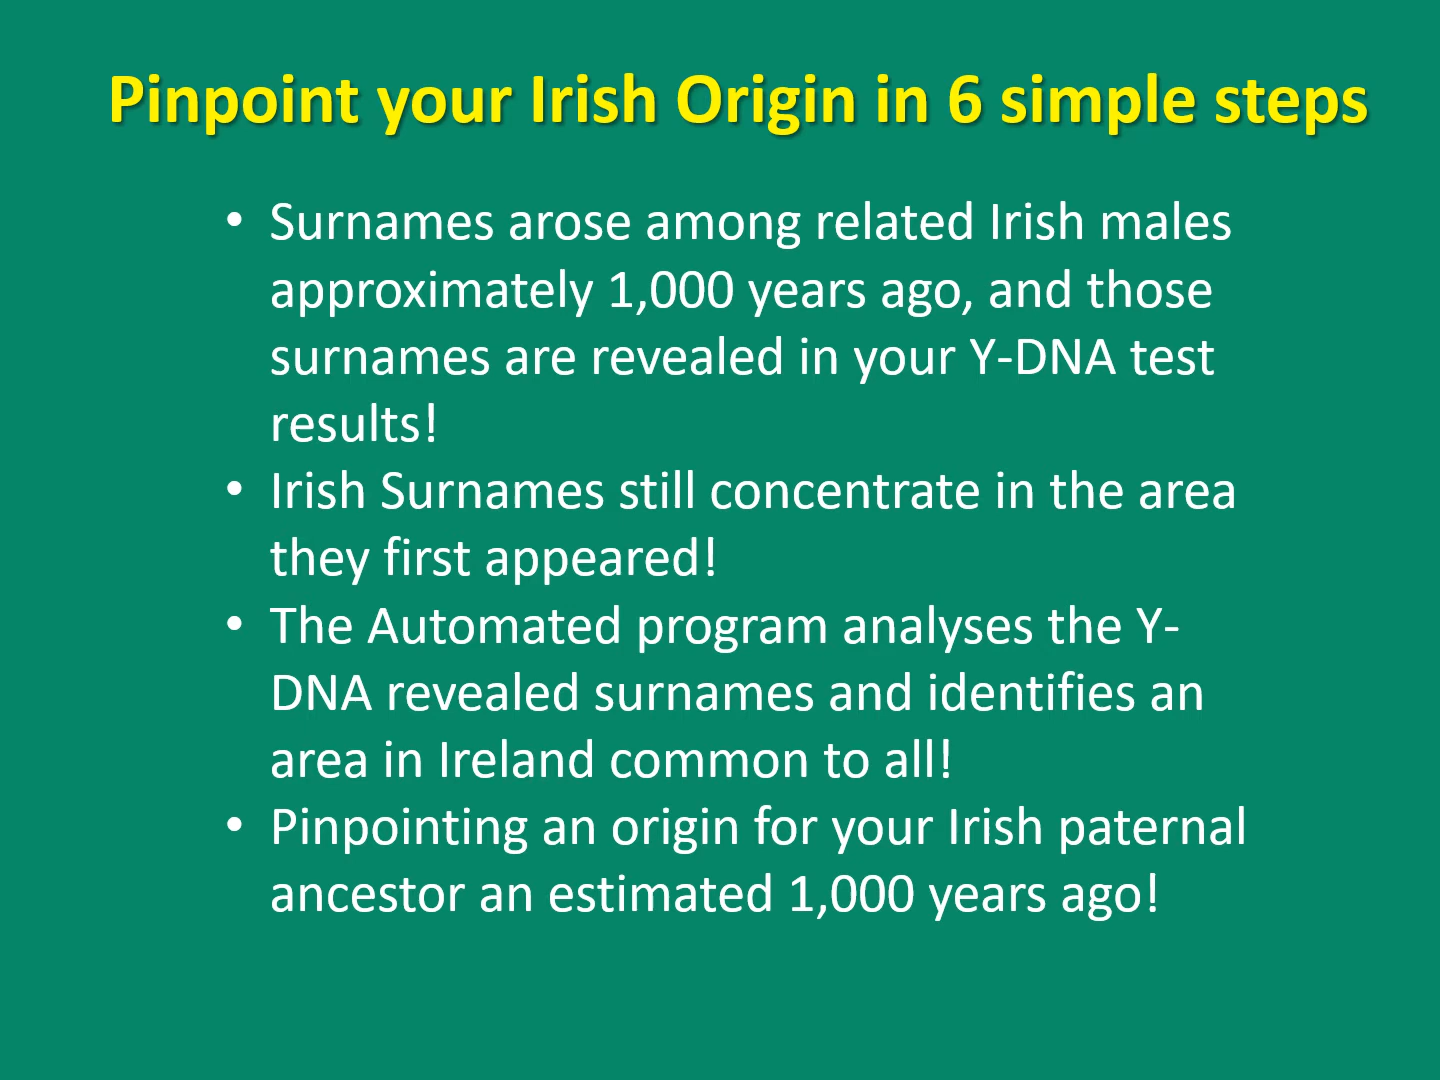 Pinpoint your Irish Origin in 6 simple steps
• Surnames arose among related Irish males
approximately 1,000 years ago, and those
surnames are revealed in your Y-DNA test
results!
• Irish Surnames still concentrate in the area
they first appeared!
• The Automated program analyses the Y-
DNA revealed surnames and identifies an
area in Ireland common to all!
• Pinpointing an origin for your Irish paternal
ancestor an estimated 1,000 years ago!